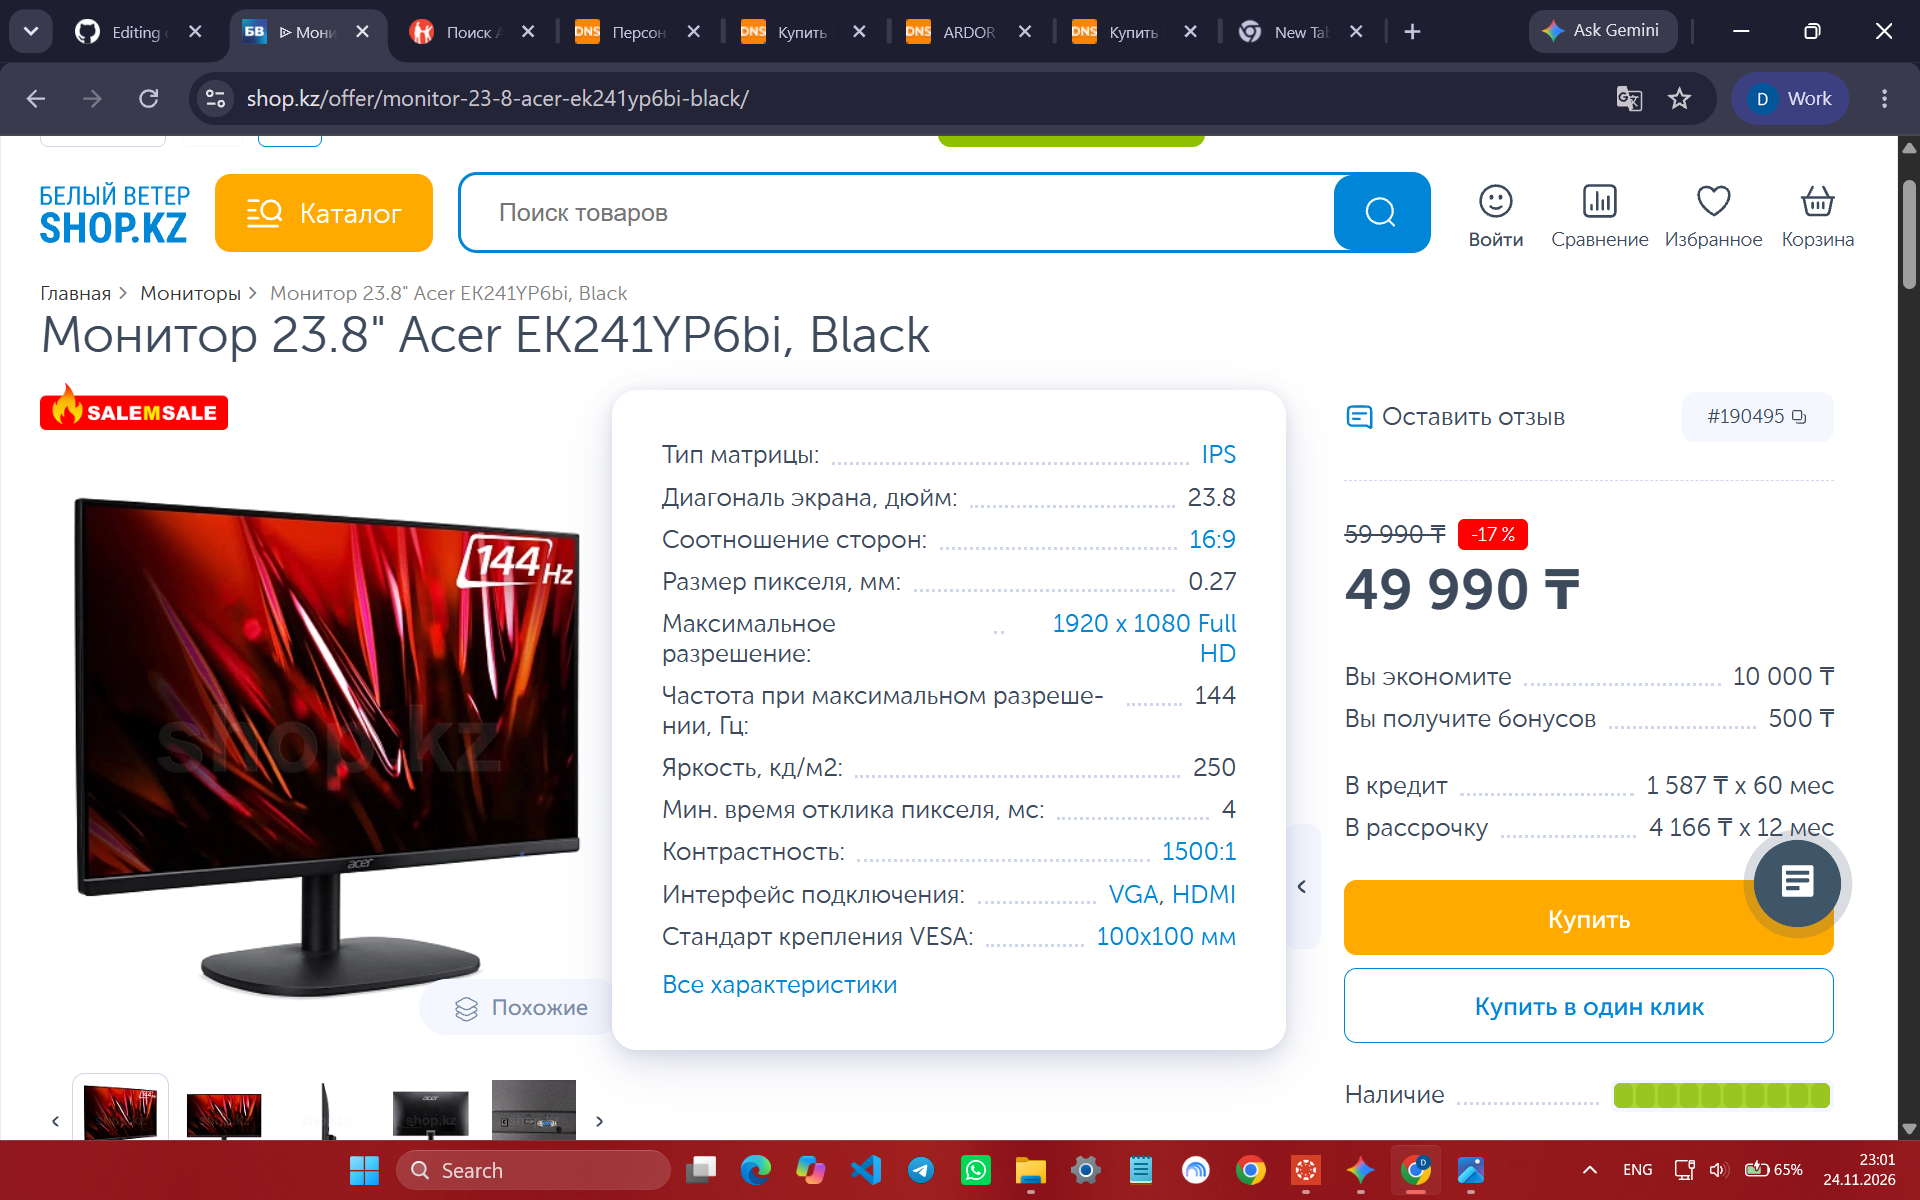 Editing
Мони
Поиск
Персон
Купить
ARDOR
Купить
New Tab
Ask Gemini
shop.kz/offer/monitor-23-8-acer-ek241yp6bi-black/
D Work
БЕЛЫЙ ВЕТЕР
SHOP.KZ
Каталог
Поиск товаров
Войти
Сравнение
Избранное
Корзина
Главная > Мониторы > Монитор 23.8" Acer EK241YP6bi, Black
Монитор 23.8" Acer EK241YP6bi, Black
SALEMSALE
144 Hz
shop.kz
acer
Похожие
Тип матрицы: IPS
Диагональ экрана, дюйм: 23.8
Соотношение сторон: 16:9
Размер пикселя, мм: 0.27
Максимальное 1920 x 1080 Full
разрешение: HD
Частота при максимальном разреше- 144
нии, Гц:
Яркость, кд/м2: 250
Мин. время отклика пикселя, мс: 4
Контрастность: 1500:1
Интерфейс подключения: VGA, HDMI
Стандарт крепления VESA: 100x100 мм
Все характеристики
Оставить отзыв
#190495
59 990 ₸ -17 %
49 990 ₸
Вы экономите 10 000 ₸
Вы получите бонусов 500 ₸
В кредит 1 587 ₸ x 60 мес
В рассрочку 4 166 ₸ x 12 мес
Купить
Купить в один клик
Наличие
Search
ENG
65%
23:01
24.11.2026